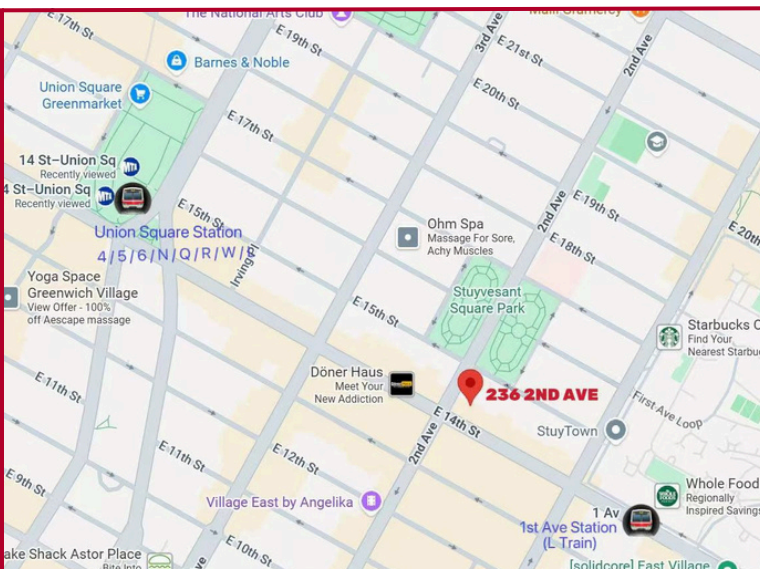 The National Arts Club
E 17th St
E 19th St
3rd Ave
E 21st St
2nd Ave
Barnes & Noble
Union Square
Greenmarket
E 20th St
E 17th St
14 St–Union Sq
Recently viewed
4 St–Union Sq
Recently viewed
E 15th St
Union Square Station
4/5/6/N/Q/R/W/
Irving Pl
Ohm Spa
Massage For Sore,
Achy Muscles
2nd Ave
E 19th St
E 18th St
E 20th
Yoga Space
Greenwich Village
View Offer - 100%
off Aescape massage
Stuyvesant
Square Park
E 15th St
Starbucks C
Find Your
Nearest Starbu
Döner Haus
Meet Your
New Addiction
236 2ND AVE
E 14th St
First Ave Loop
StuyTown
2nd Ave
E 11th St
E 11th St
E 12th St
E 9th St
Village East by Angelika
Whole Food
Regionally
Inspired Savings
1 Av
1st Ave Station
(L Train)
E 10th St
ake Shack Astor Place
[solidcore] East Village